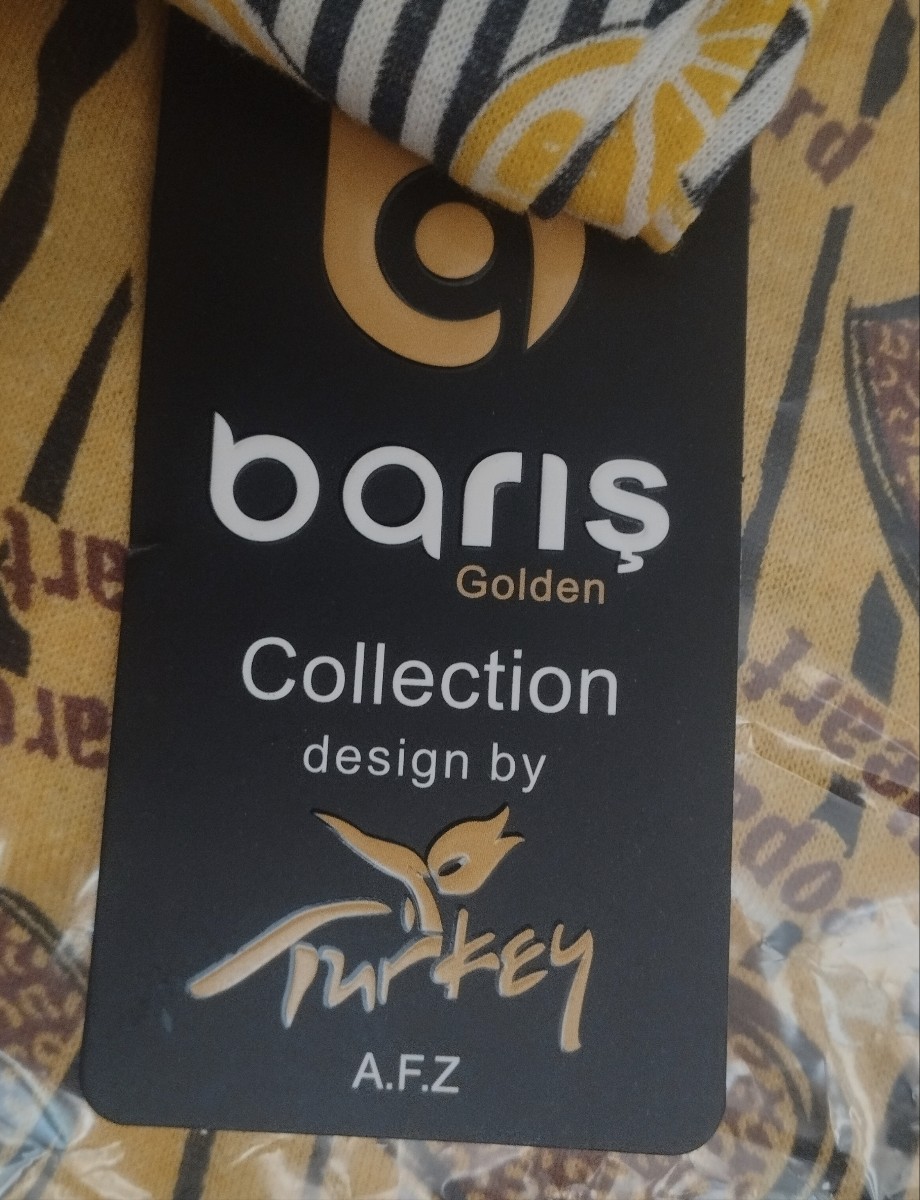 barış
Golden
Collection
design by
Turkey
A.F.Z